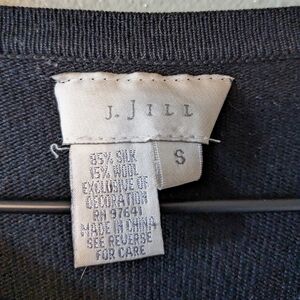 J. JILL
S
85% SILK
15% WOOL
EXCLUSIVE OF
DECORATION
RN 97641
MADE IN CHINA
SEE REVERSE
FOR CARE